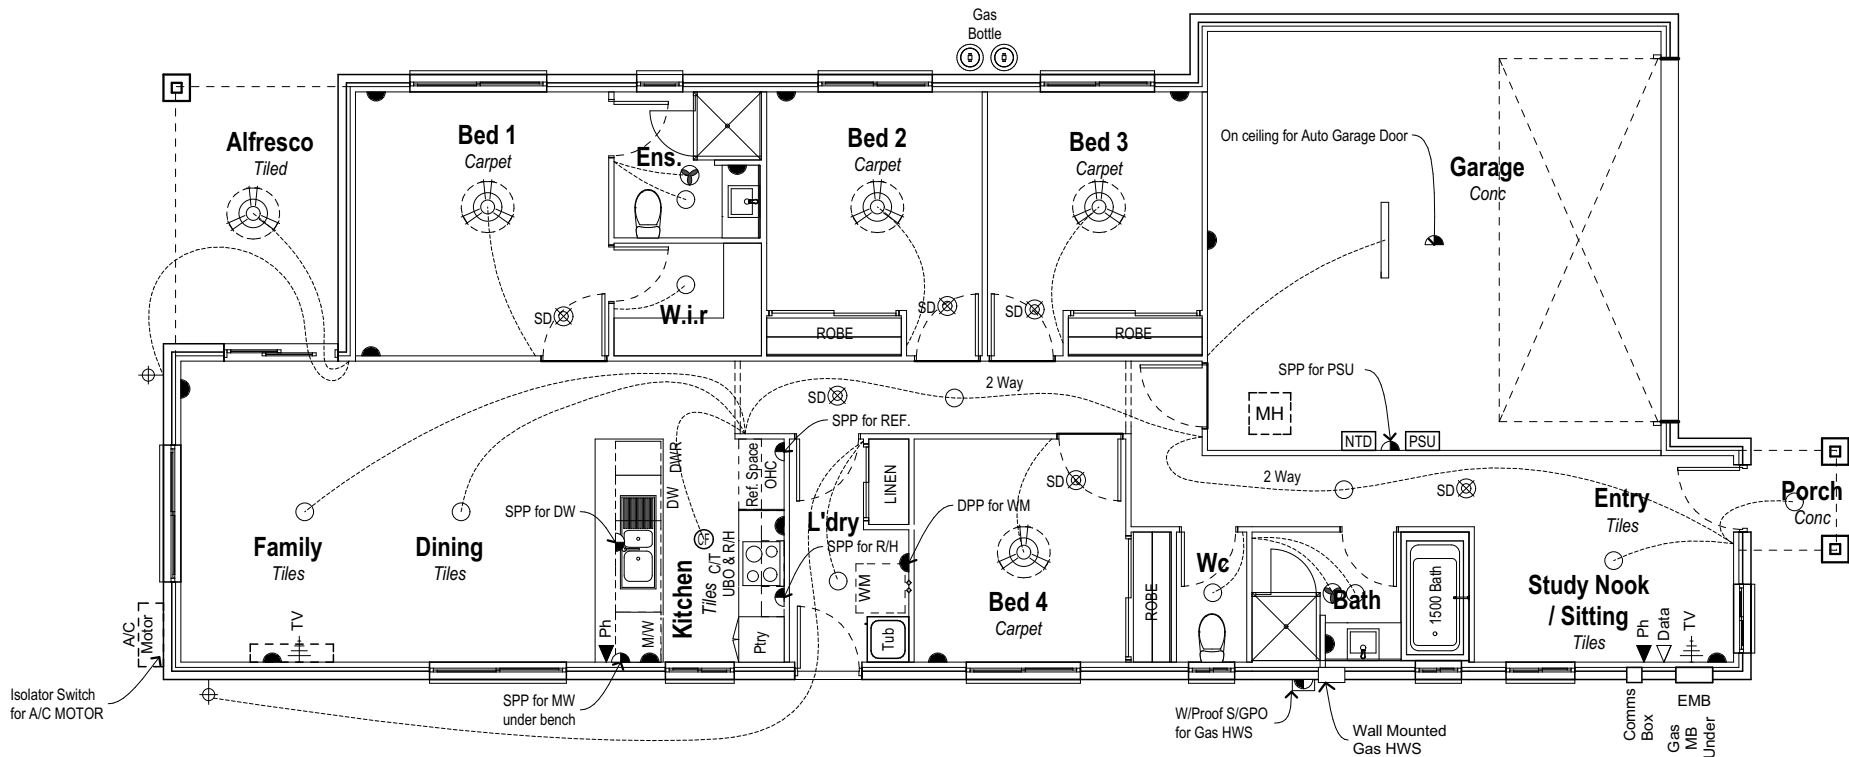 Gas
Bottle
Alfresco
Tiled
Bed 1
Carpet
Ens.
Bed 2
Carpet
Bed 3
Carpet
On ceiling for Auto Garage Door
Garage
Conc
SD
W.i.r
ROBE
SD
SD
ROBE
SPP for PSU
2 Way
SD
MH
NTD
PSU
SPP for REF.
DWR
DW
Ref. Space
OHC
LINEN
SD
2 Way
SD
Entry
Tiles
Porch
Conc
SPP for DW
CF
L'dry
DPP for WM
SPP for R/H
Family
Tiles
Dining
Tiles
Kitchen
Tiles C/T
UBO & R/H
WM
Wc
Bath
1500 Bath
Study Nook
/ Sitting
Tiles
Bed 4
Carpet
ROBE
A/C
Motor
TV
Ph
M/W
Ptry
Tub
Ph
Data
TV
Isolator Switch
for A/C MOTOR
SPP for MW
under bench
W/Proof S/GPO
for Gas HWS
Wall Mounted
Gas HWS
Comms
Box
EMB
Gas
MB
Under